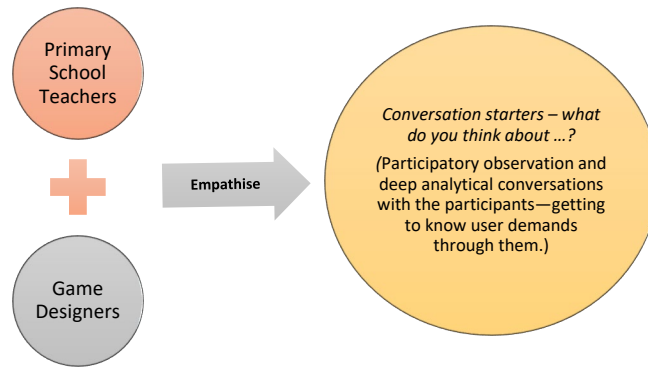 Primary
School
Teachers
Empathise
Game
Designers
Conversation starters – what
do you think about ...?
(Participatory observation and
deep analytical conversations
with the participants—getting
to know user demands
through them.)